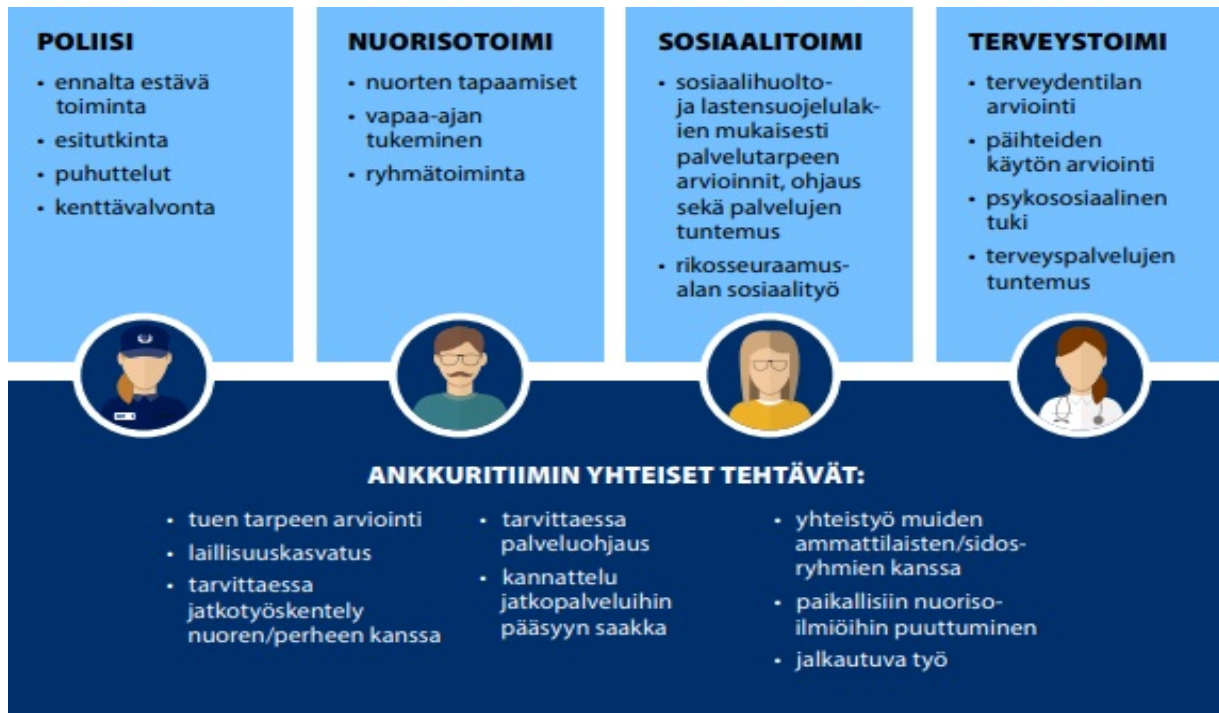 POLIISI
• ennalta estävä
toiminta
• esitutkinta
• puhuttelut
• kenttävalvonta
NUORISOTOIMI
• nuorten tapaamiset
• vapaa-ajan
tukeminen
• ryhmätoiminta
SOSIAALITOIMI
• sosiaalihuolto-
ja lastensuojelulak-
ien mukaisesti
palvelutarpeen
arvioinnit, ohjaus
sekä palvelujen
tuntemus
• rikosseuraamus-
alan sosiaalityö
TERVEYSTOIMI
• terveydentilan
arviointi
• päihteiden
käytön arviointi
• psykososiaalinen
tuki
• terveyspalvelujen
tuntemus
ANKKURITIIMIN YHTEISET TEHTÄVÄT:
• tuen tarpeen arviointi
• laillisuuskasvatus
• tarvittaessa
jatkotyöskentely
nuoren/perheen kanssa
• tarvittaessa
palveluohjaus
• kannattelu
jatkopalveluihin
pääsyyn saakka
• yhteistyö muiden
ammattilaisten/sidos-
ryhmien kanssa
• paikallisiin nuoriso-
ilmiöihin puuttuminen
• jalkautuva työ